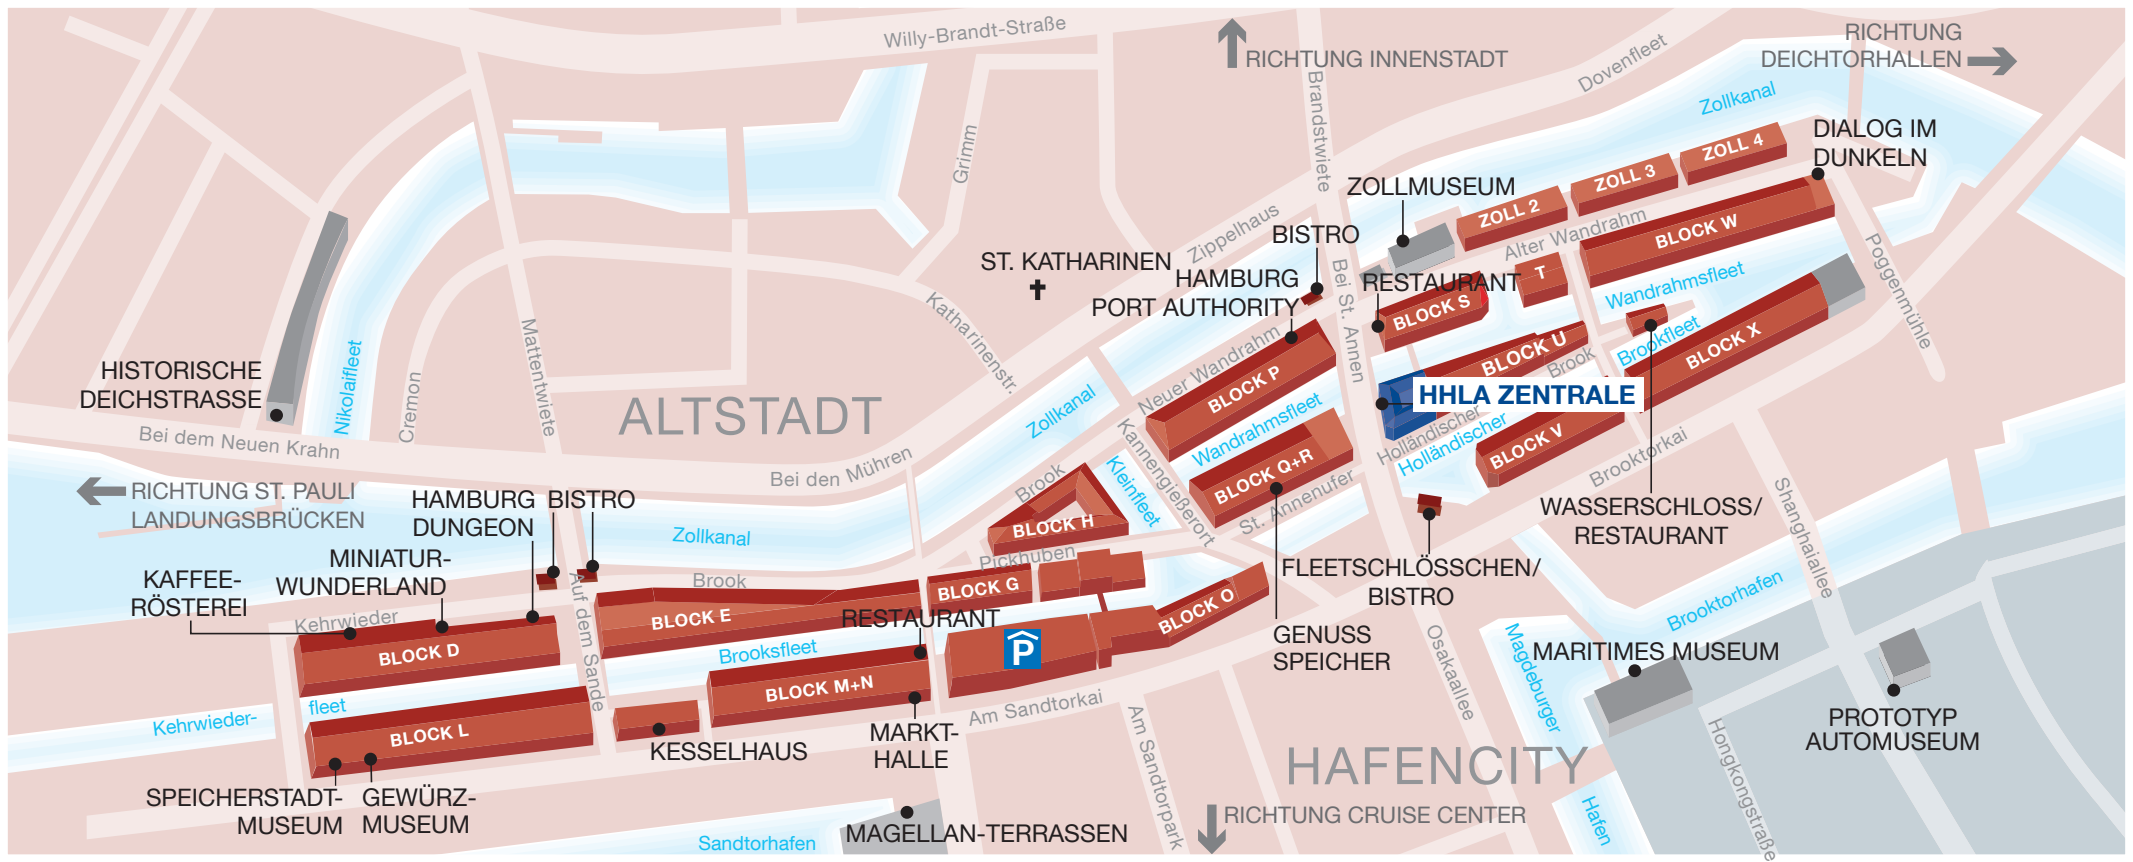 Willy-Brandt-Straße
RICHTUNG INNENSTADT
RICHTUNG
DEICHTORHALLEN
Dovenfleet
Brandstwiete
Zollkanal
Grimm
DIALOG IM
DUNKELN
ZOLL 4
ZOLL 3
ZOLL 2
ZOLLMUSEUM
Zippelhaus
BISTRO
Alter Wandrahm
BLOCK W
Poggenmühle
ST. KATHARINEN
HAMBURG
PORT AUTHORITY
Bei St. Annen
RESTAURANT
T
BLOCK S
Wandrahmsfleet
Katharinenstr.
Mattentwiete
Nikolaifleet
Cremon
HISTORISCHE
DEICHSTRASSE
Bei dem Neuen Krahn
ALTSTADT
Neuer Wandrahm
BLOCK P
BLOCK U
Brookfleet
BLOCK X
Brook
HHLA ZENTRALE
Holländischer
Holländischer
BLOCK V
Brooktorkai
Zollkanal
Wandrahmsfleet
Kannengießerort
BLOCK Q+R
St. Annenufer
Kleinfleet
Bei den Mühren
Brook
BLOCK H
Pickhuben
RICHTUNG ST. PAULI
LANDUNGSBRÜCKEN
HAMBURG
DUNGEON
BISTRO
MINIATUR-
WUNDERLAND
KAFFEE-
RÖSTEREI
Zollkanal
Brook
Kehrwieder
Auf dem Sande
BLOCK D
BLOCK E
BLOCK G
RESTAURANT
BLOCK O
P
Brooksfleet
BLOCK M+N
Kehrwieder-
fleet
BLOCK L
KESSELHAUS
MARKT-
HALLE
Am Sandtorkai
SPEICHERSTADT-
MUSEUM
GEWÜRZ-
MUSEUM
Sandtorhafen
MAGELLAN-TERRASSEN
Am Sandtorpark
RICHTUNG CRUISE CENTER
HAFENCITY
GENUSS
SPEICHER
FLEETSCHLÖSSCHEN/
BISTRO
WASSERSCHLOSS/
RESTAURANT
Shanghaiallee
Osakaallee
Magdeburger
Hafen
Brooktorhafen
MARITIMES MUSEUM
Hongkongstraße
PROTOTYP
AUTOMUSEUM